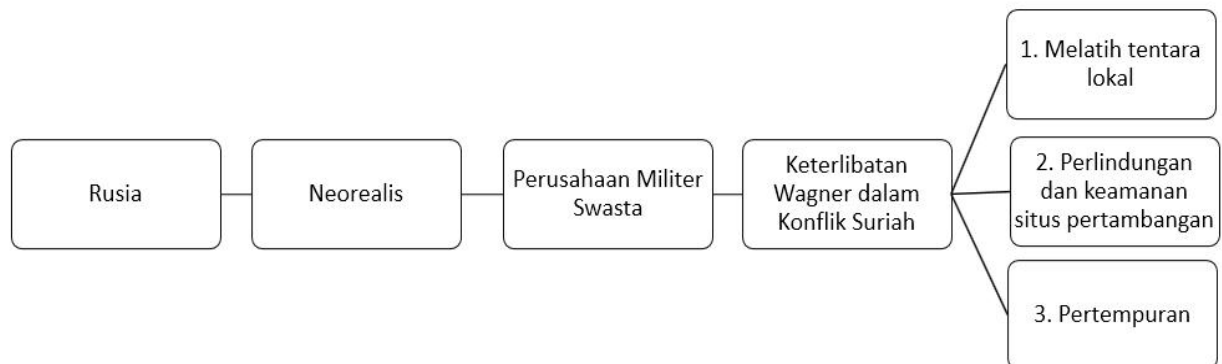 Rusia
Neorealis
Perusahaan Militer
Swasta
Keterlibatan
Wagner dalam
Konflik Suriah
1. Melatih tentara
lokal
2. Perlindungan
dan keamanan
situs pertambangan
3. Pertempuran